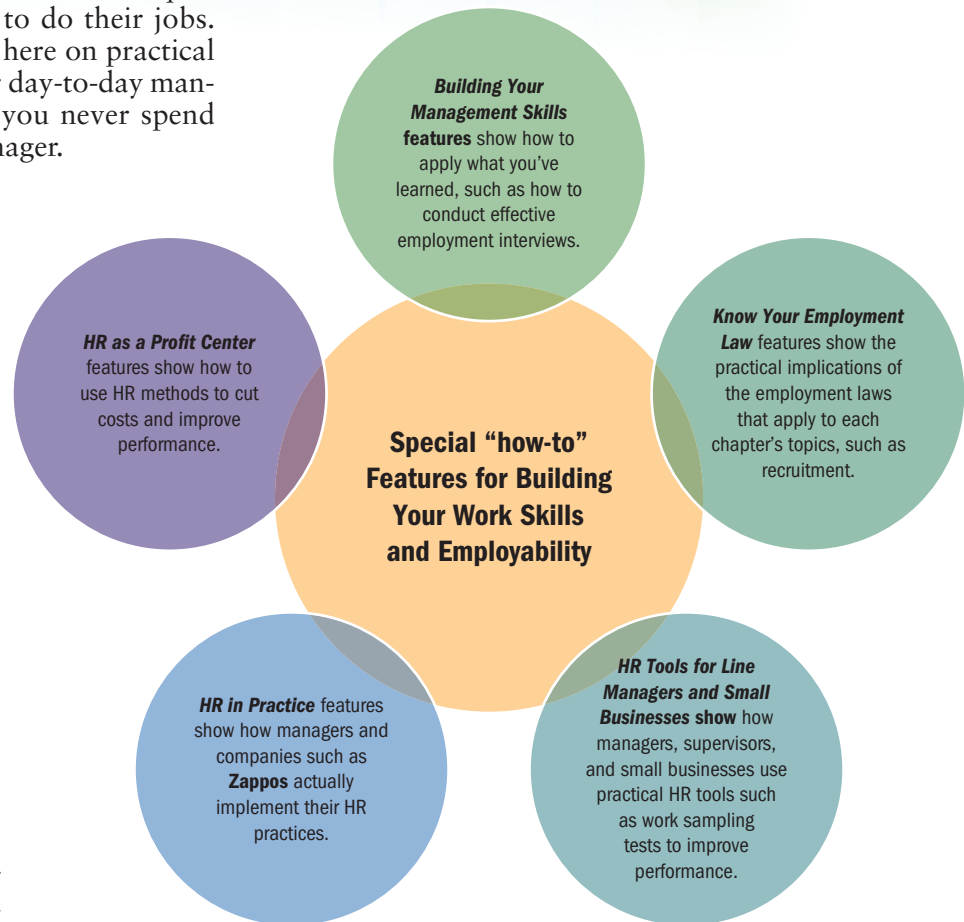 to do their jobs.
here on practical
day-to-day man-
you never spend
nager.
Building Your
Management Skills
features show how to
apply what you've
learned, such as how to
conduct effective
employment interviews.
HR as a Profit Center
features show how to
use HR methods to cut
costs and improve
performance.
Know Your Employment
Law features show the
practical implications of
the employment laws
that apply to each
chapter's topics, such as
recruitment.
Special “how-to”
Features for Building
Your Work Skills
and Employability
HR in Practice features
show how managers and
companies such as
Zappos actually
implement their HR
practices.
HR Tools for Line
Managers and Small
Businesses show how
managers, supervisors,
and small businesses use
practical HR tools such
as work sampling
tests to improve
performance.